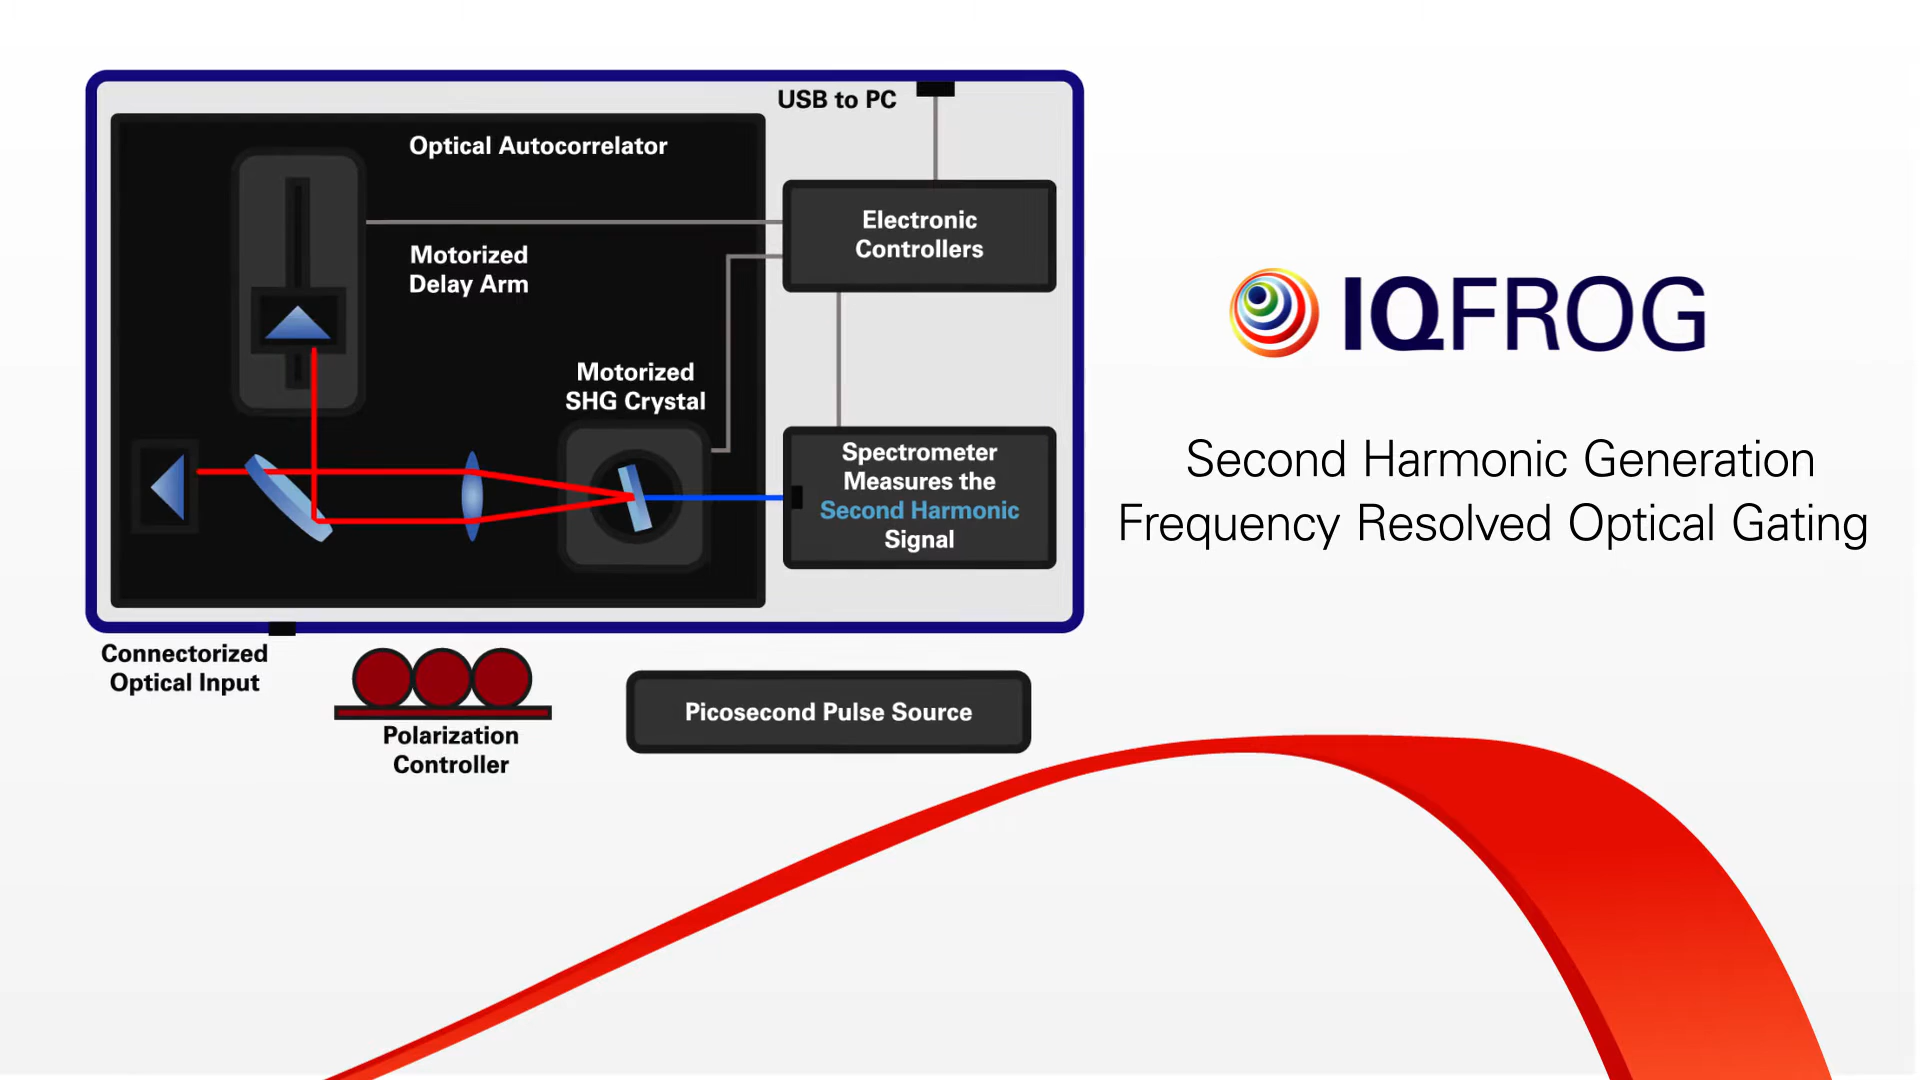 USB to PC
Optical Autocorrelator
Electronic
Controllers
Motorized
Delay Arm
Motorized
SHG Crystal
Spectrometer
Measures the
Second Harmonic
Signal
Connectorized
Optical Input
Polarization
Controller
Picosecond Pulse Source
IQFROG
Second Harmonic Generation
Frequency Resolved Optical Gating